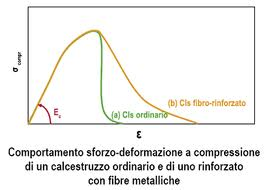 σ compr
E c
(b) Cls fibro-rinforzato
(a) Cls ordinario
ε
Comportamento sforzo-deformazione a compressione
di un calcestruzzo ordinario e di uno rinforzato
con fibre metalliche